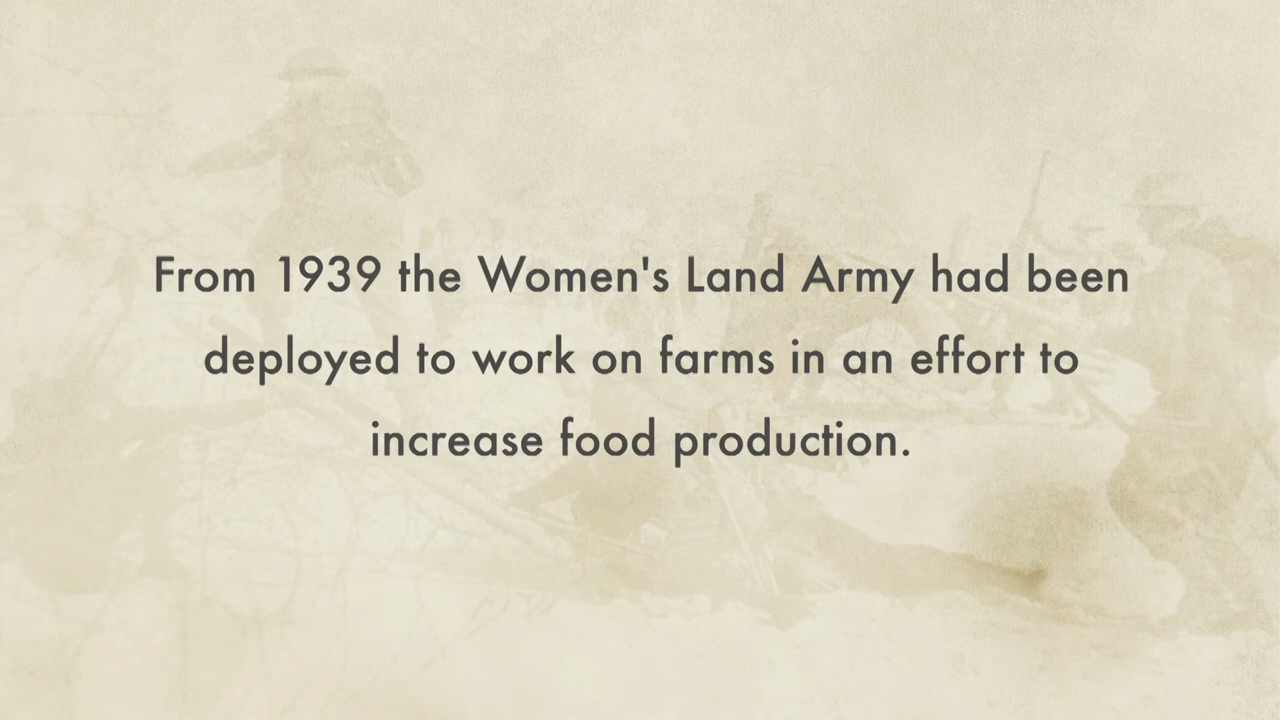 From 1939 the Women's Land Army had been
deployed to work on farms in an effort to
increase food production.